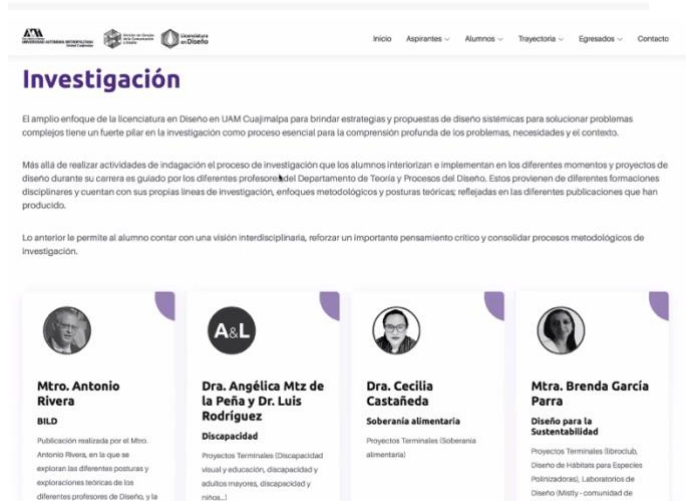 UNIVERSIDAD AUTÓNOMA METROPOLITANA
Licenciatura
en Diseño
Inicio Aspirantes Alumnos Trayectoria Egresados Contacto
Investigación
El amplio enfoque de la licenciatura en Diseño en UAM Cuajimalpa para brindar estrategias y propuestas de diseño sistémicas para solucionar problemas
complejos tiene un fuerte pilar en la investigación como proceso esencial para la comprensión profunda de los problemas, necesidades y el contexto.
Más allá de realizar actividades de indagación el proceso de investigación que los alumnos interiorizan e implementan en los diferentes momentos y proyectos de
diseño durante su carrera es guiado por los diferentes profesores del Departamento de Teoría y Procesos del Diseño. Estos provienen de diferentes formaciones
disciplinares y cuentan con sus propias líneas de investigación, enfoques metodológicos y posturas teóricas; reflejadas en las diferentes publicaciones que han
producido.
Lo anterior le permite al alumno contar con una visión interdisciplinaria, reforzar un importante pensamiento crítico y consolidar procesos metodológicos de
investigación.
Mtro. Antonio
Rivera
BILD
Publicación realizada por el Mtro.
Antonio Rivera, en la que se
exploran las diferentes posturas y
exploraciones teóricas de los
diferentes profesores de Diseño, y la
A&L
Dra. Angélica Mtz de
la Peña y Dr. Luis
Rodríguez
Discapacidad
Proyectos Terminales (Discapacidad
visual y educación, discapacidad y
adultos mayores, discapacidad y
niños...)
Dra. Cecilia
Castañeda
Soberanía alimentaria
Proyectos Terminales (Soberanía
alimentaria)
Mtra. Brenda García
Parra
Diseño para la
Sustentabilidad
Proyectos Terminales (libroclub,
Diseño de Hábitats para Especies
Polinizadoras), Laboratorios de
Diseño (Misty - comunidad de